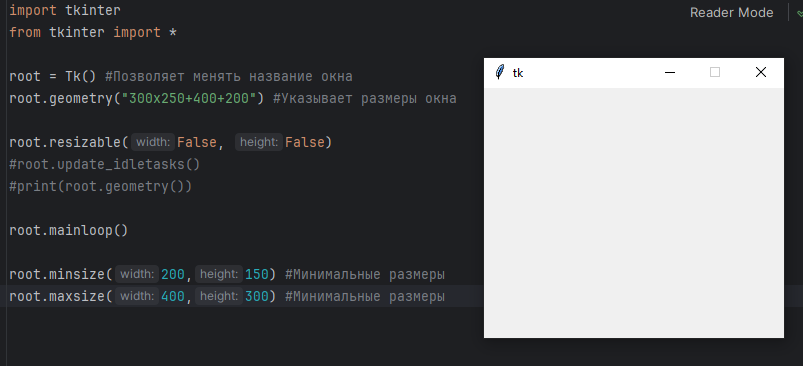 import tkinter
Reader Mode
from tkinter import *
root = Tk() #Позволяет менять название окна
tk
root.geometry("300x250+400+200") #Указывает размеры окна
root.resizable(width: False, height: False)
#root.update_idletasks()
#print(root.geometry())
root.mainloop()
root.minsize(width: 200, height: 150) #Минимальные размеры
root.maxsize(width: 400, height: 300) #Минимальные размеры